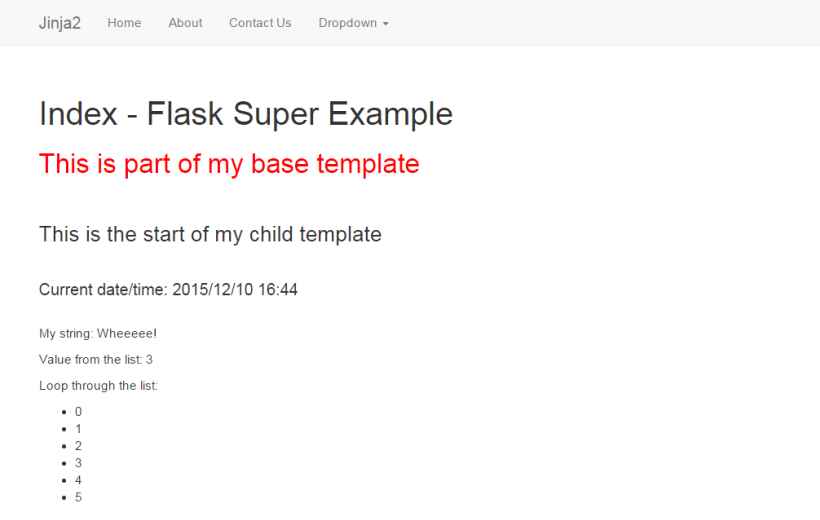 Jinja2 Home About Contact Us Dropdown
Index - Flask Super Example
This is part of my base template
This is the start of my child template
Current date/time: 2015/12/10 16:44
My string: Wheeeee!
Value from the list: 3
Loop through the list:
0
1
2
3
4
5